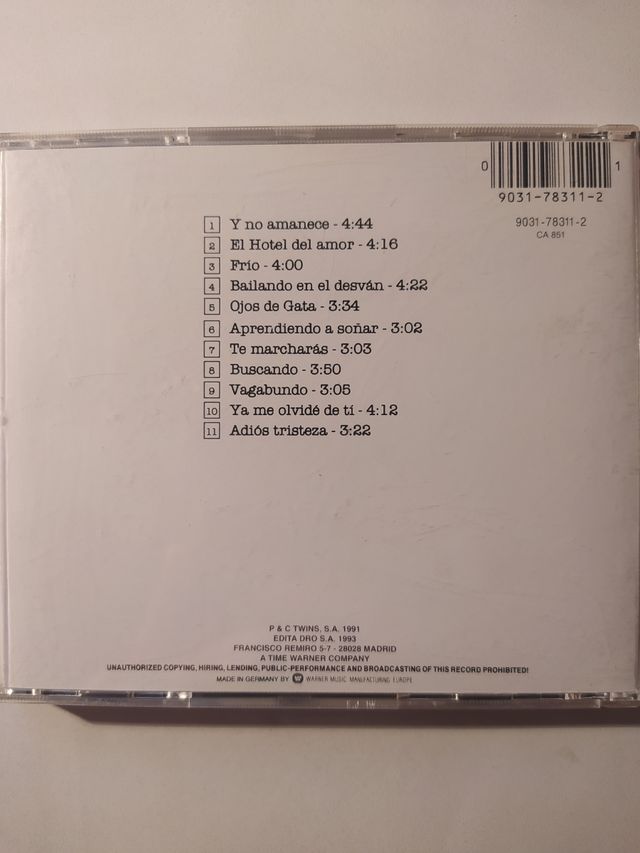 0 1
9031-78311-2
9031-78311-2
CA 851
1 Y no amanece - 4:44
2 El Hotel del amor - 4:16
3 Frío - 4:00
4 Bailando en el desván - 4:22
5 Ojos de Gata - 3:34
6 Aprendiendo a soñar - 3:02
7 Te marcharás - 3:03
8 Buscando - 3:50
9 Vagabundo - 3:05
10 Ya me olvidé de tí - 4:12
11 Adiós tristeza - 3:22
P & C TWINS, S.A. 1991
EDITA DRO S.A. 1993
FRANCISCO REMIRO 5-7 - 28028 MADRID
A TIME WARNER COMPANY
UNAUTHORIZED COPYING, HIRING, LENDING, PUBLIC-PERFORMANCE AND BROADCASTING OF THIS RECORD PROHIBITED!
MADE IN GERMANY BY WARNER MUSIC MANUFACTURING EUROPE